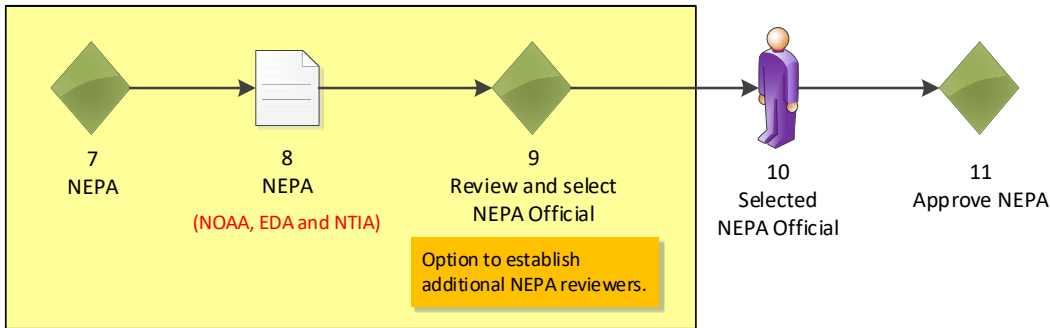 7
NEPA
8
NEPA
(NOAA, EDA and NTIA)
9
Review and select
NEPA Official
Option to establish
additional NEPA reviewers.
10
Selected
NEPA Official
11
Approve NEPA